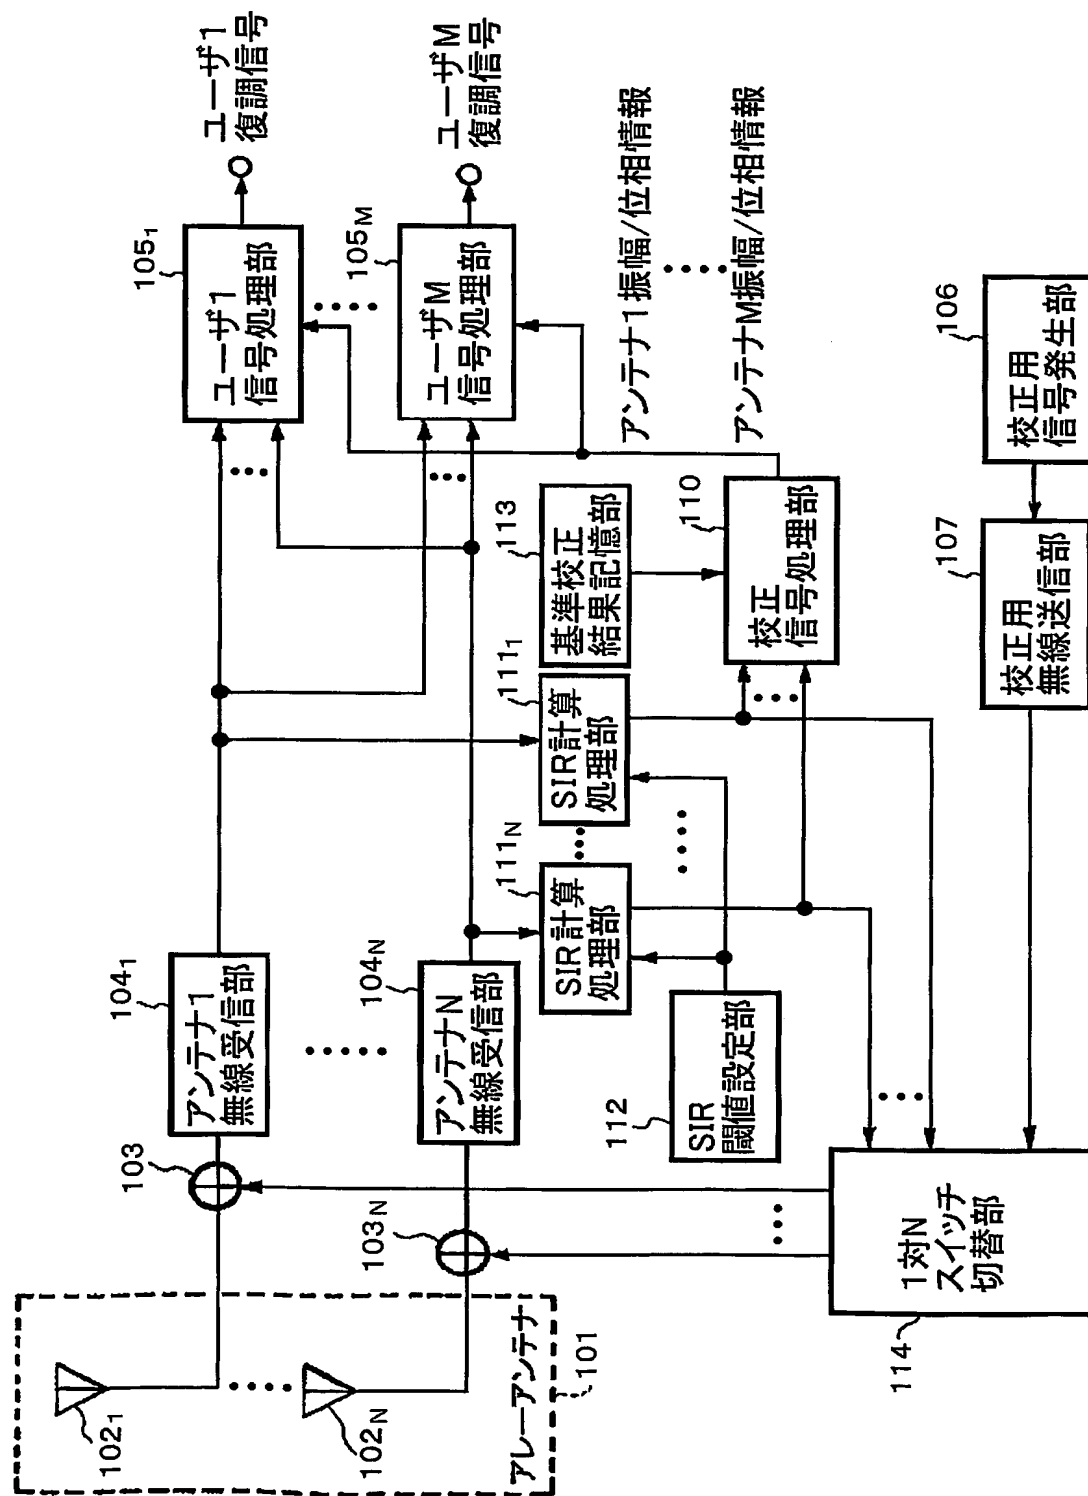 ユーザ1
復調信号
ユーザM
復調信号
105₁
ユーザ1
信号処理部
105M
ユーザM
信号処理部
アンテナ1振幅/位相情報
アンテナM振幅/位相情報
106
校正用
信号発生部
107
校正用
無線送信部
110
校正
信号処理部
113
基準校正
結果記憶部
111₁
SIR計算
処理部
111N
SIR計算
処理部
104₁
アンテナ1
無線受信部
104N
アンテナN
無線受信部
112
SIR
閾値設定部
103
103N
1対N
スイッチ
切替部
114
102₁
102N
アレーアンテナ
101